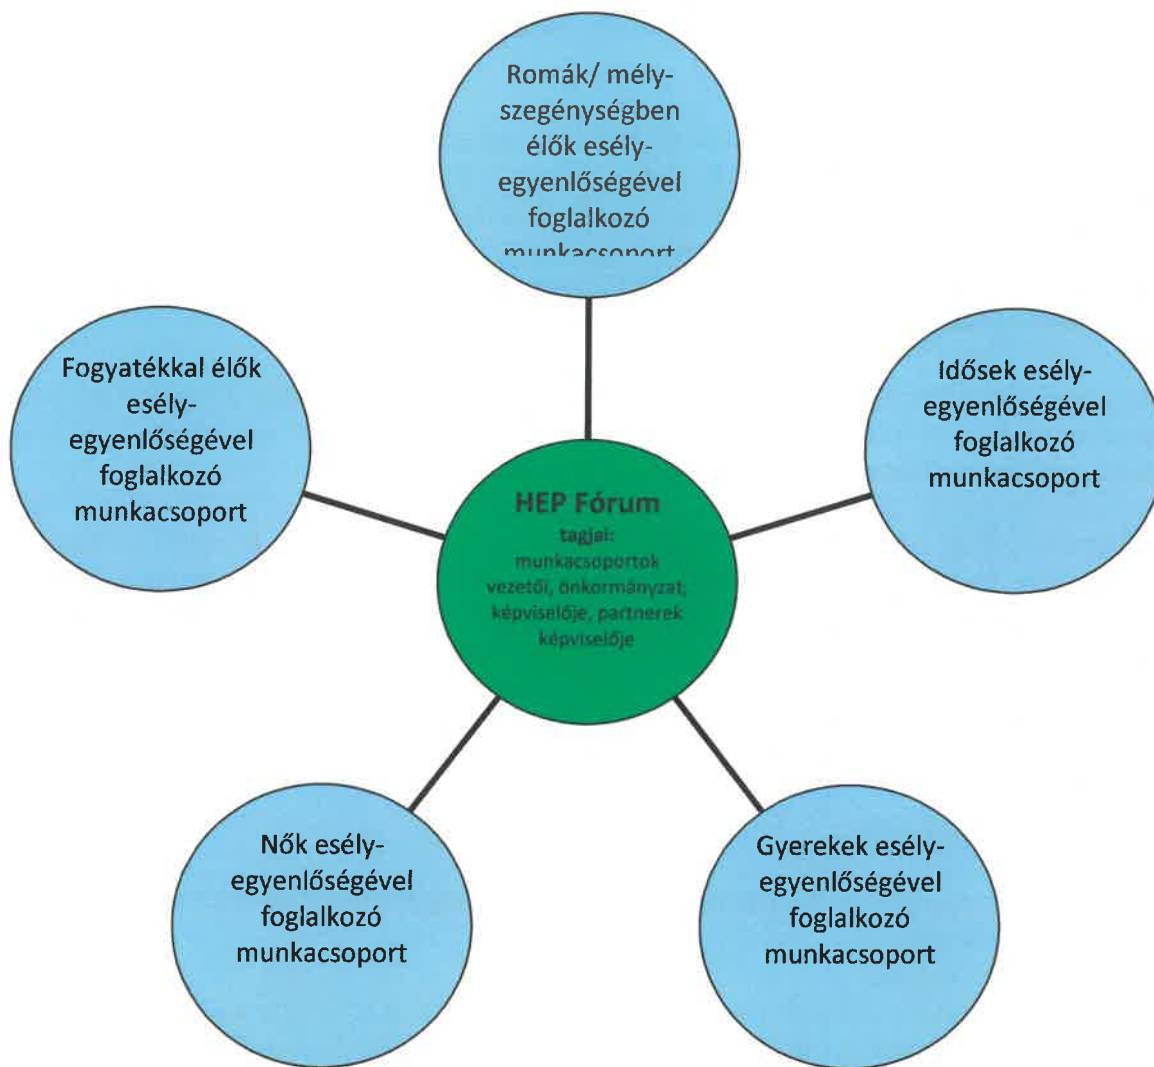 Romák/ mély-
szegénységben
élők esély-
egyenlőségével
foglalkozó
munkacsoport
Fogyatékkal élők
esély-
egyenlőségével
foglalkozó
munkacsoport
Idősek esély-
egyenlőségével
foglalkozó
munkacsoport
HEP Fórum
tagjai:
munkacsoportok
vezetői, önkormányzat,
képviselője, partnerek
képviselője
Nők esély-
egyenlőségével
foglalkozó
munkacsoport
Gyerekek esély-
egyenlőségével
foglalkozó
munkacsoport